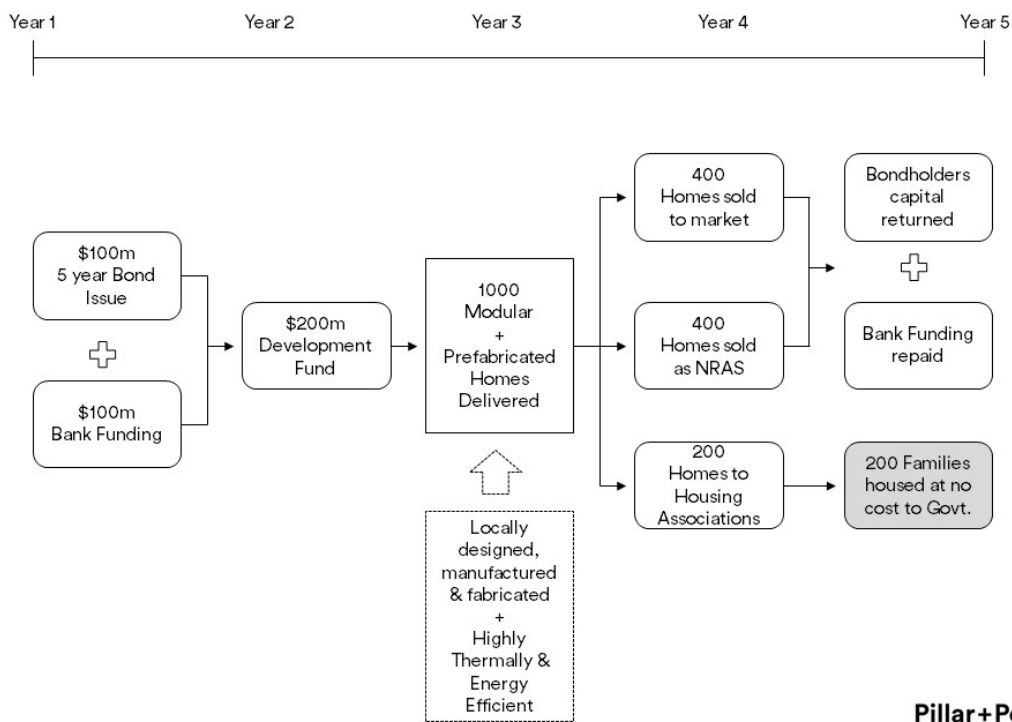 Year 1
Year 2
Year 3
Year 4
Year 5
$100m
5 year Bond
Issue
$100m
Bank Funding
$200m
Development
Fund
1000
Modular
+
Prefabricated
Homes
Delivered
Locally
designed,
manufactured
& fabricated
+
Highly
Thermally &
Energy
Efficient
400
Homes sold
to market
400
Homes sold
as NRAS
200
Homes to
Housing
Associations
Bondholders
capital
returned
Bank Funding
repaid
200 Families
housed at no
cost to Govt.
Pillar+Po